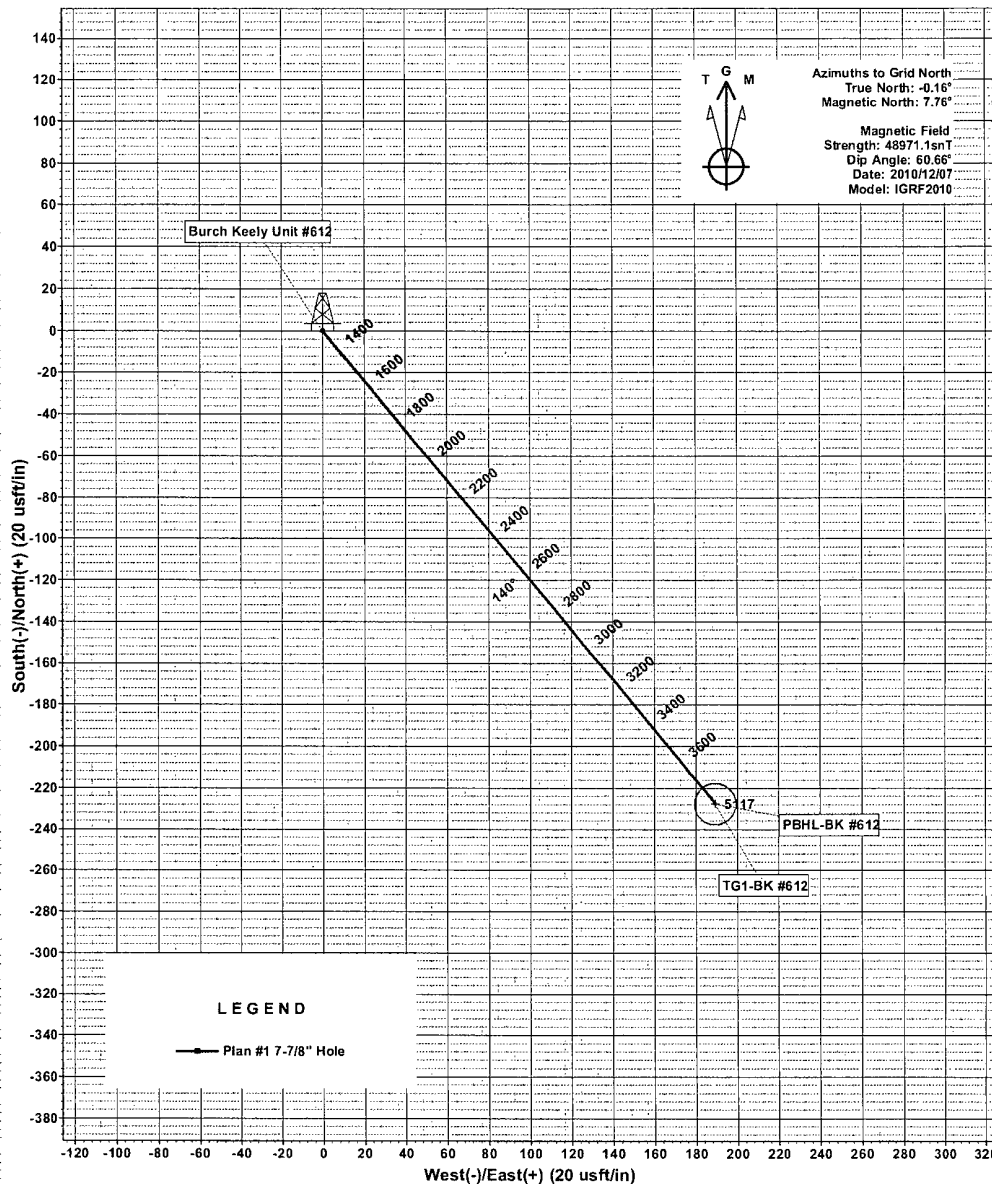 Azimuths to Grid North
True North: -0.16°
Magnetic North: 7.76°
Magnetic Field
Strength: 48971.1snT
Dip Angle: 60.66°
Date: 2010/12/07
Model: IGRF2010
T G M
Burch Keely Unit #612
1400
1600
1800
2000
2200
2400
2600
140°
2800
3000
3200
3400
3600
5117
PBHL-BK #612
TG1-BK #612
LEGEND
Plan #1 7-7/8" Hole
South(-)/North(+) (20 usft/in)
140
120
100
80
60
40
20
0
-20
-40
-60
-80
-100
-120
-140
-160
-180
-200
-220
-240
-260
-280
-300
-320
-340
-360
-380
-120 -100 -80 -60 -40 -20 0 20 40 60 80 100 120 140 160 180 200 220 240 260 280 300 320
West(-)/East(+) (20 usft/in)